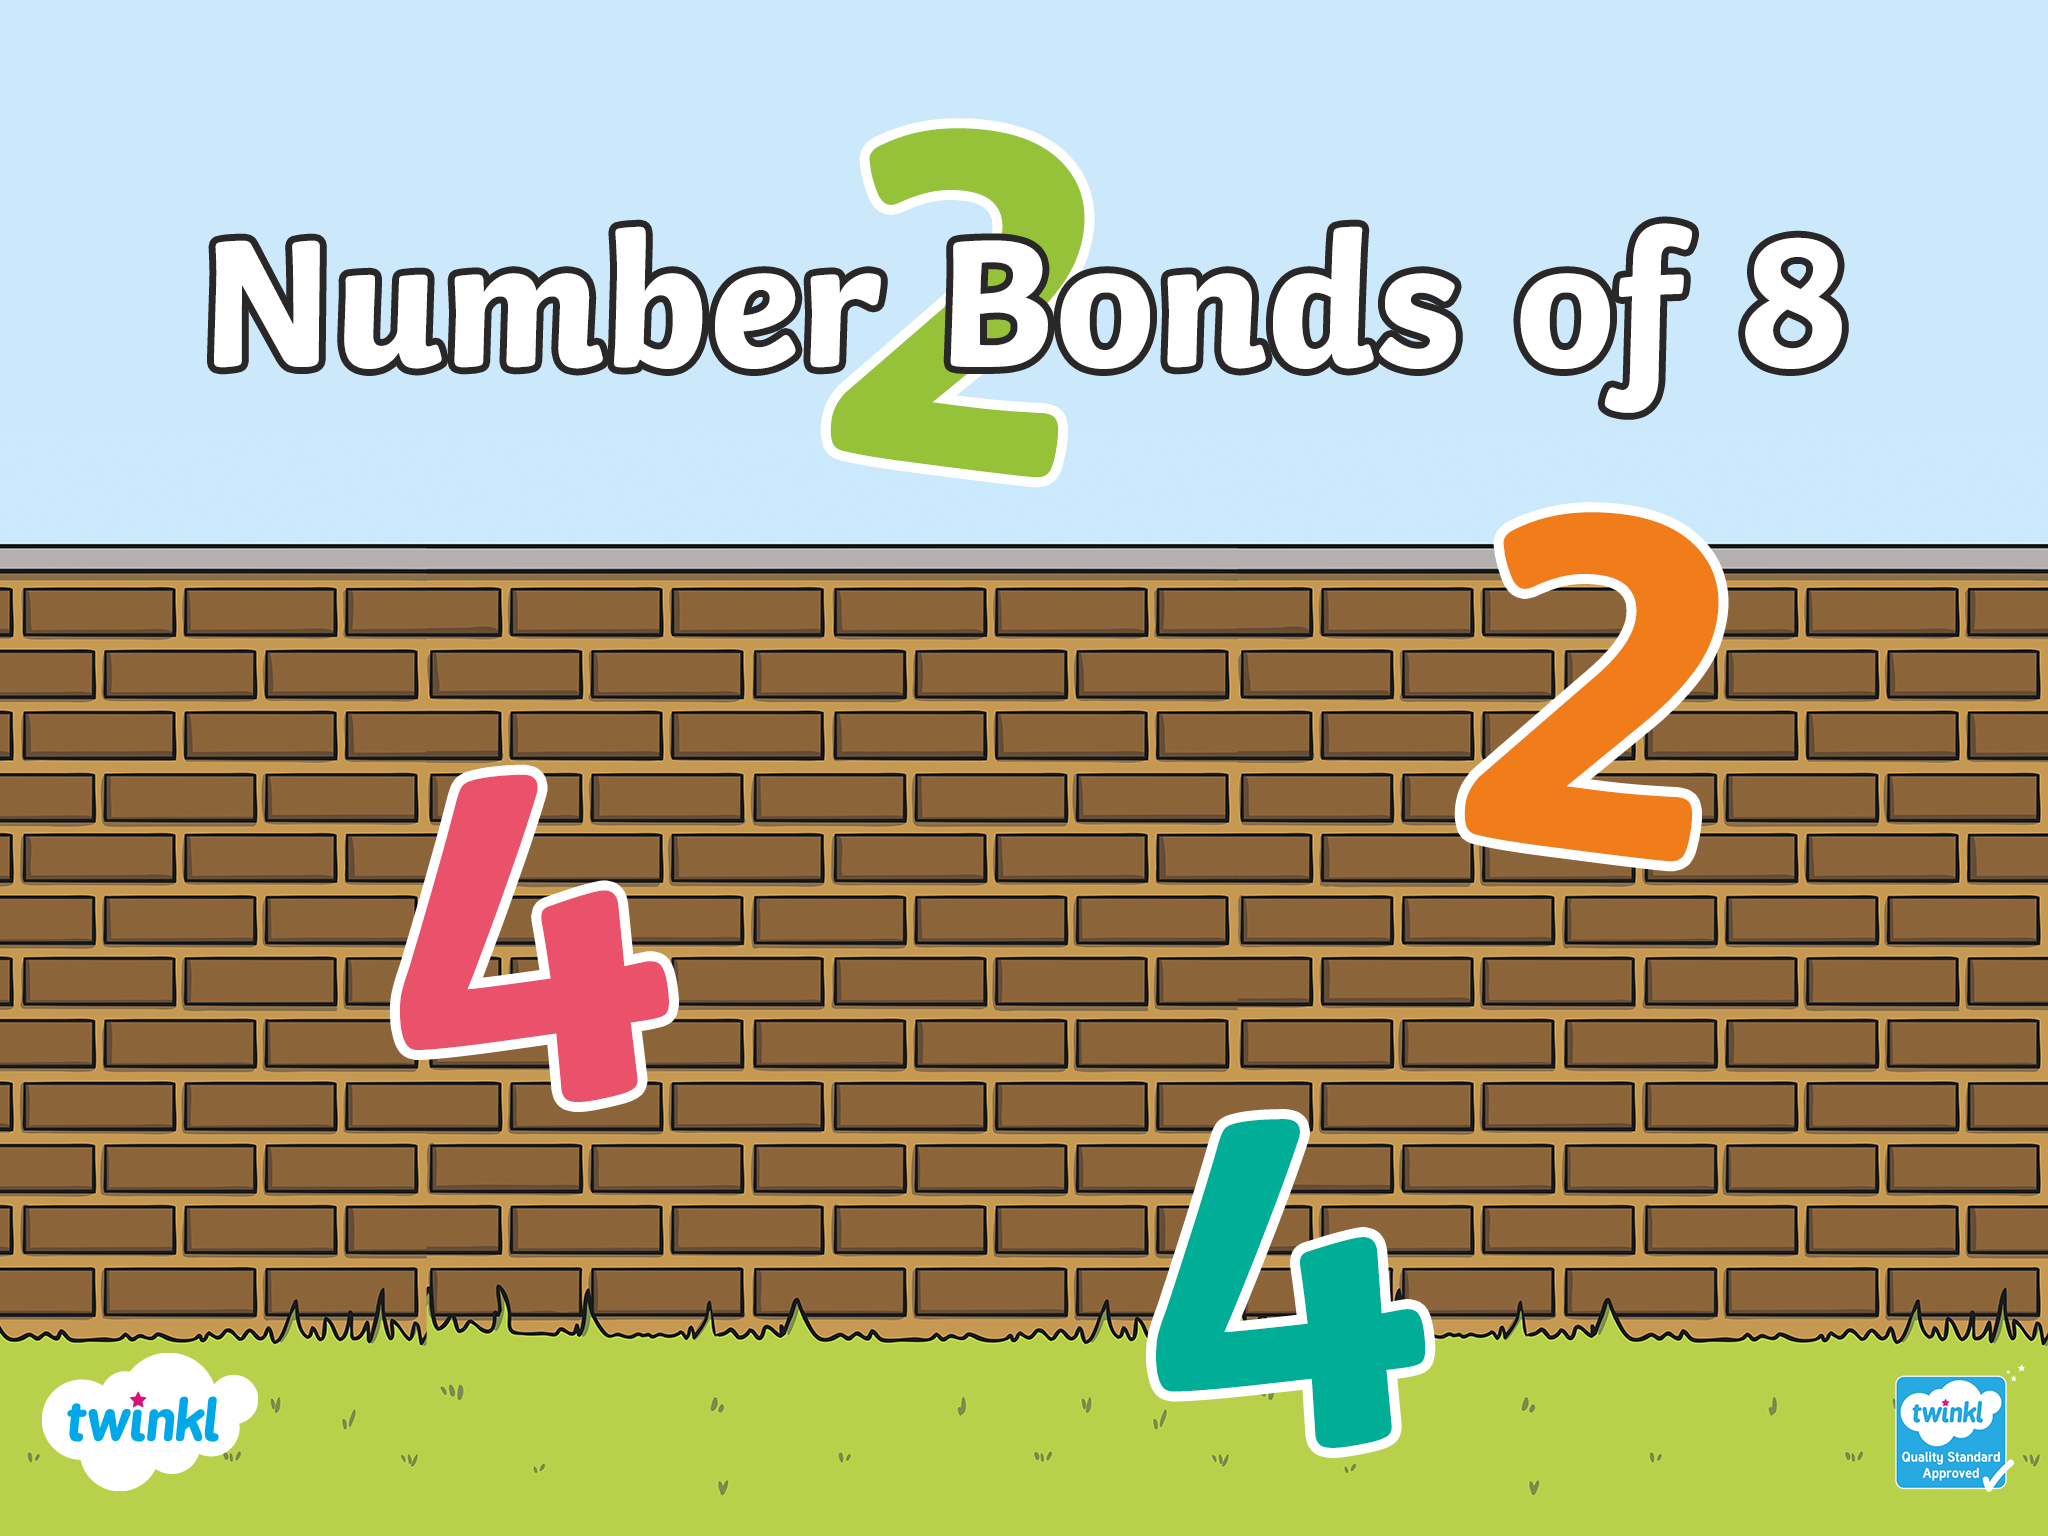 2
Number Bonds of 8
2
4
4
twinkl
twinkl
Quality Standard
Approved